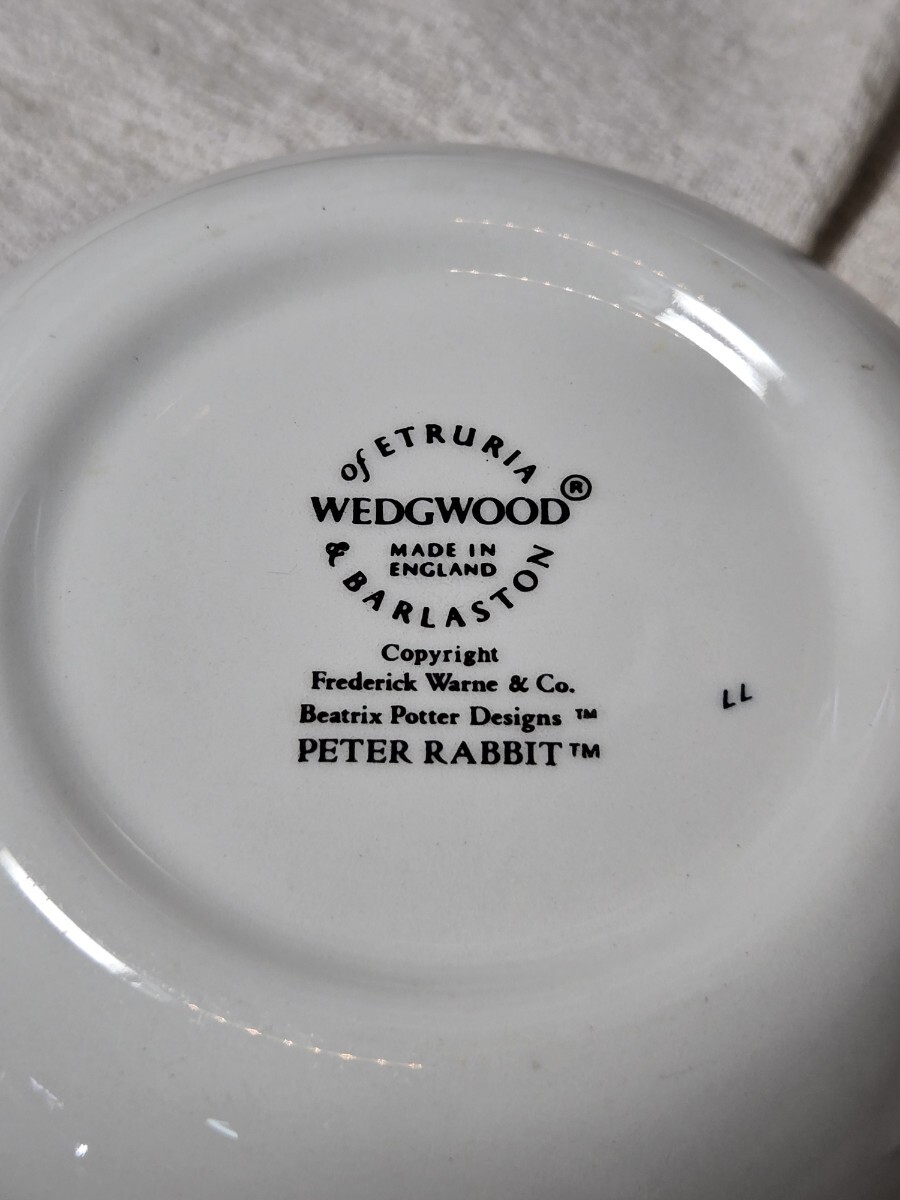 of ETRURIA
WEDGWOOD®
MADE IN
ENGLAND
& BARLASTON
Copyright
Frederick Warne & Co.
Beatrix Potter Designs ™
PETER RABBIT™
LL